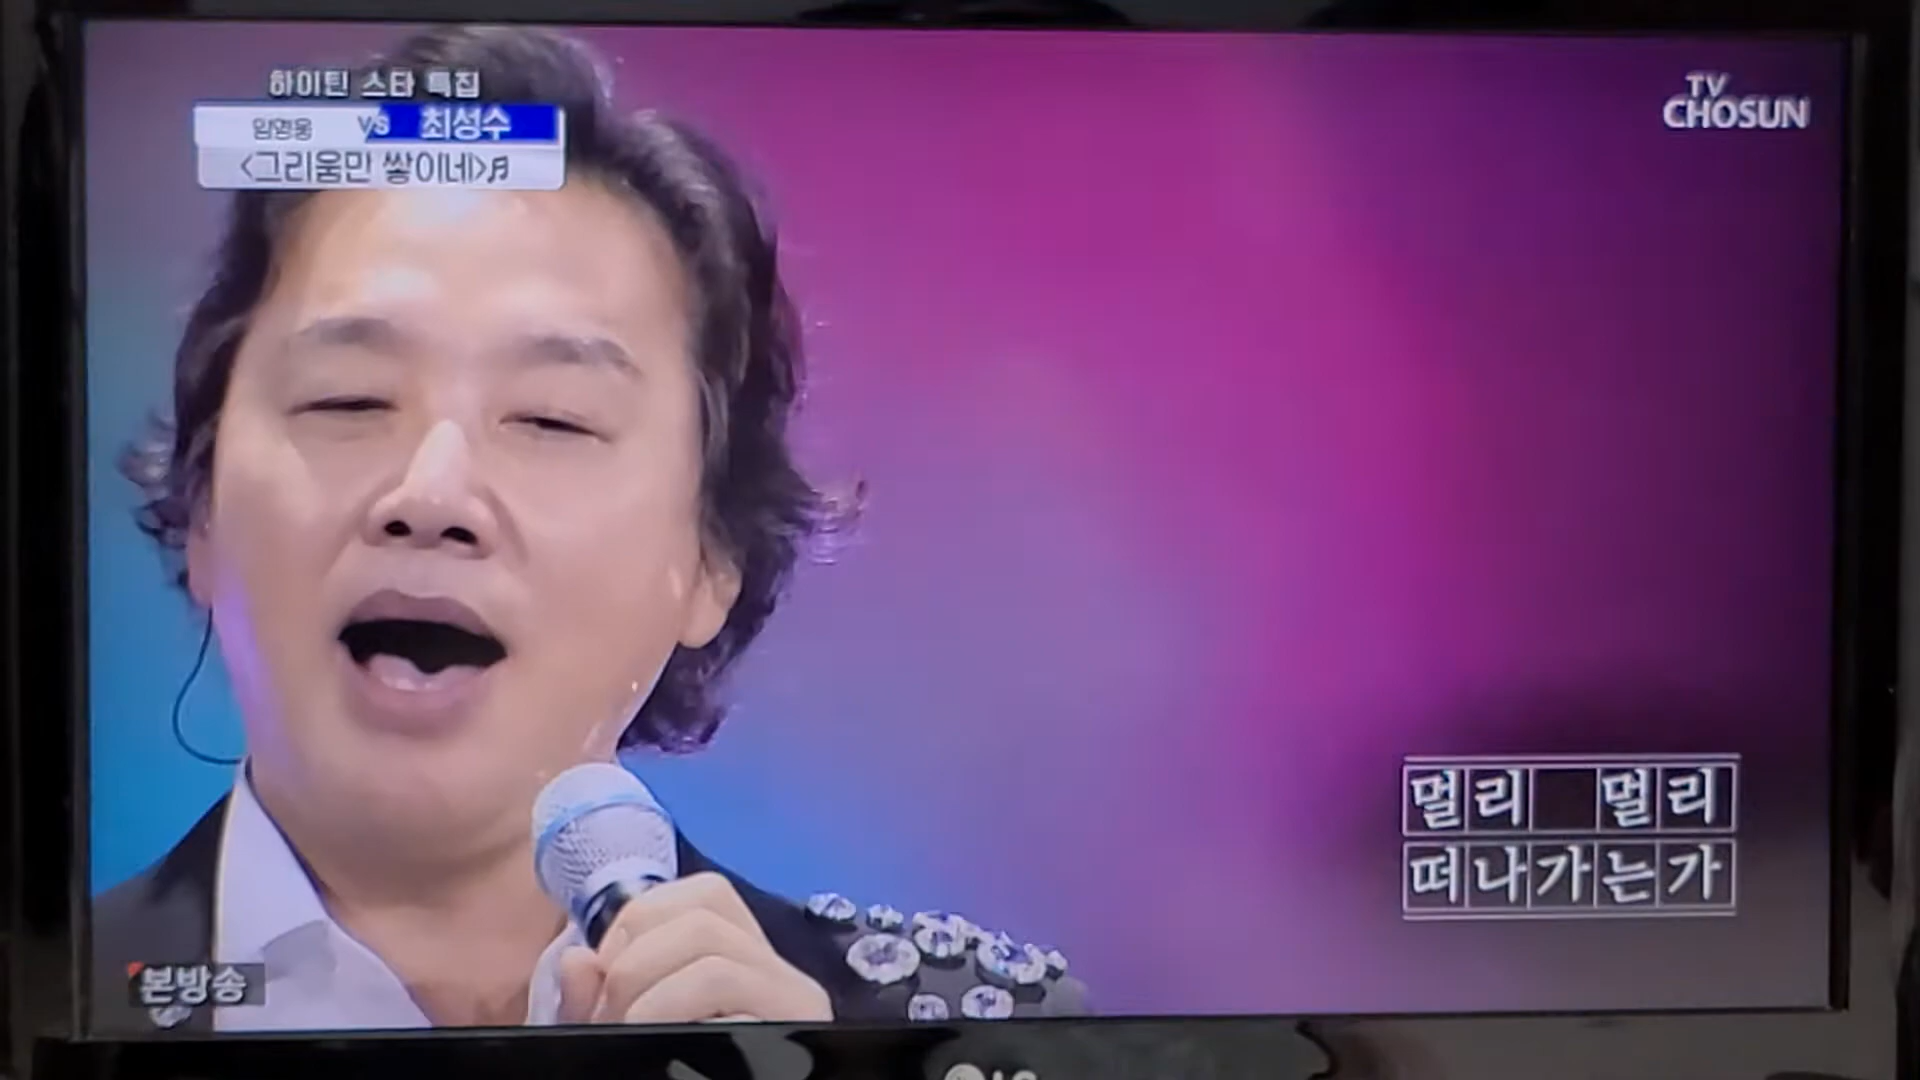 하이틴 스타 특집
임영웅 VS 최성수
<그리움만 쌓이네>♬
TV
CHOSUN
멀리 멀리
떠나가는가
본방송
LG